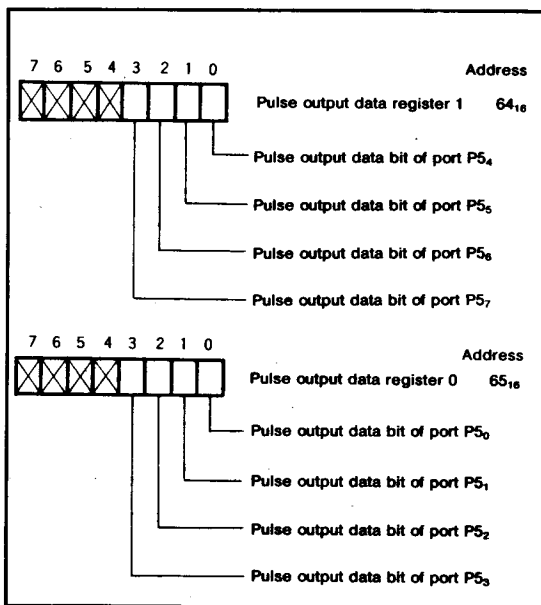 7 6 5 4 3 2 1 0
Address
Pulse output data register 1 64₁₆
Pulse output data bit of port P5₄
Pulse output data bit of port P5₅
Pulse output data bit of port P5₆
Pulse output data bit of port P5₇
7 6 5 4 3 2 1 0
Address
Pulse output data register 0 65₁₆
Pulse output data bit of port P5₀
Pulse output data bit of port P5₁
Pulse output data bit of port P5₂
Pulse output data bit of port P5₃